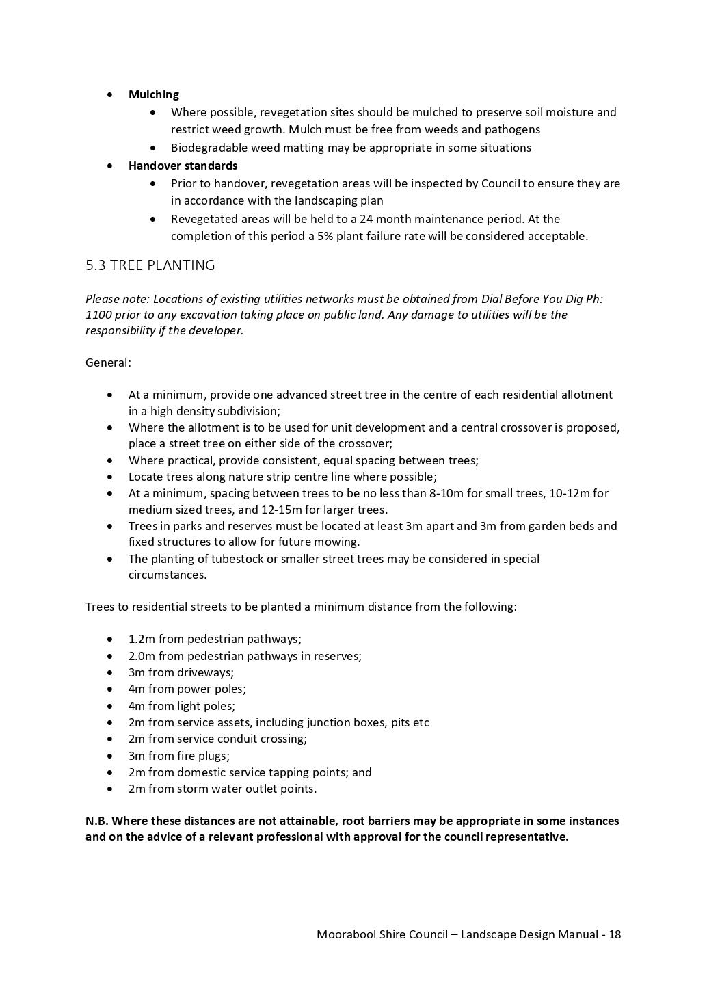 • Mulching
• Where possible, revegetation sites should be mulched to preserve soil moisture and
restrict weed growth. Mulch must be free from weeds and pathogens
• Biodegradable weed matting may be appropriate in some situations
• Handover standards
• Prior to handover, revegetation areas will be inspected by Council to ensure they are
in accordance with the landscaping plan
• Revegetated areas will be held to a 24 month maintenance period. At the
completion of this period a 5% plant failure rate will be considered acceptable.
5.3 TREE PLANTING
Please note: Locations of existing utilities networks must be obtained from Dial Before You Dig Ph:
1100 prior to any excavation taking place on public land. Any damage to utilities will be the
responsibility if the developer.
General:
• At a minimum, provide one advanced street tree in the centre of each residential allotment
in a high density subdivision;
• Where the allotment is to be used for unit development and a central crossover is proposed,
place a street tree on either side of the crossover;
• Where practical, provide consistent, equal spacing between trees;
• Locate trees along nature strip centre line where possible;
• At a minimum, spacing between trees to be no less than 8-10m for small trees, 10-12m for
medium sized trees, and 12-15m for larger trees.
• Trees in parks and reserves must be located at least 3m apart and 3m from garden beds and
fixed structures to allow for future mowing.
• The planting of tubestock or smaller street trees may be considered in special
circumstances.
Trees to residential streets to be planted a minimum distance from the following:
• 1.2m from pedestrian pathways;
• 2.0m from pedestrian pathways in reserves;
• 3m from driveways;
• 4m from power poles;
• 4m from light poles;
• 2m from service assets, including junction boxes, pits etc
• 2m from service conduit crossing;
• 3m from fire plugs;
• 2m from domestic service tapping points; and
• 2m from storm water outlet points.
N.B. Where these distances are not attainable, root barriers may be appropriate in some instances
and on the advice of a relevant professional with approval for the council representative.
Moorabool Shire Council – Landscape Design Manual - 18